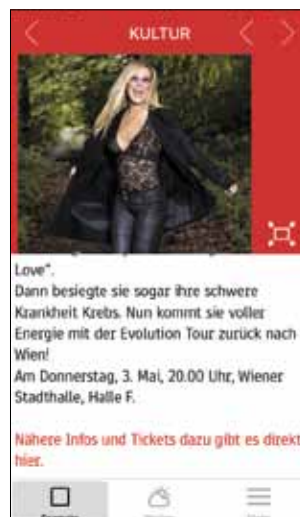 KULTUR
Love“.
Dann besiegte sie sogar ihre schwere
Krankheit Krebs. Nun kommt sie voller
Energie mit der Evolution Tour zurück nach
Wien!
Am Donnerstag, 3. Mai, 20.00 Uhr, Wiener
Stadthalle, Halle F.
Nähere Infos und Tickets dazu gibt es direkt
hier.